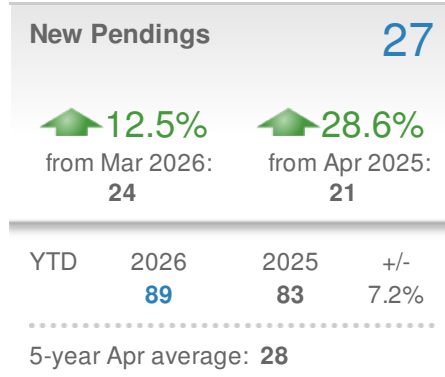 New Pendings 27
12.5% 28.6%
from Mar 2026: from Apr 2025:
24 21
YTD 2026 2025 +/-
89 83 7.2%
5-year Apr average: 28